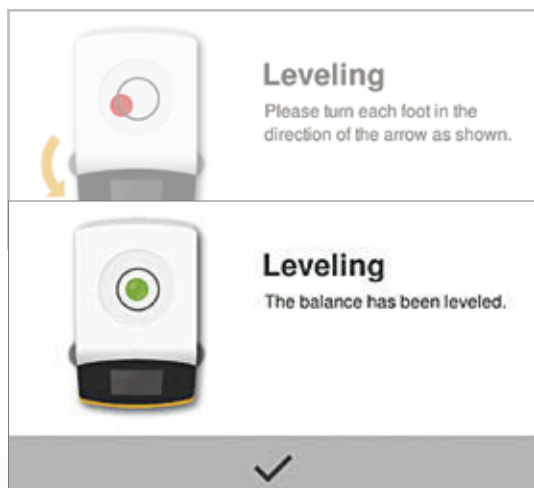 Leveling
Please turn each foot in the
direction of the arrow as shown.
Leveling
The balance has been leveled.